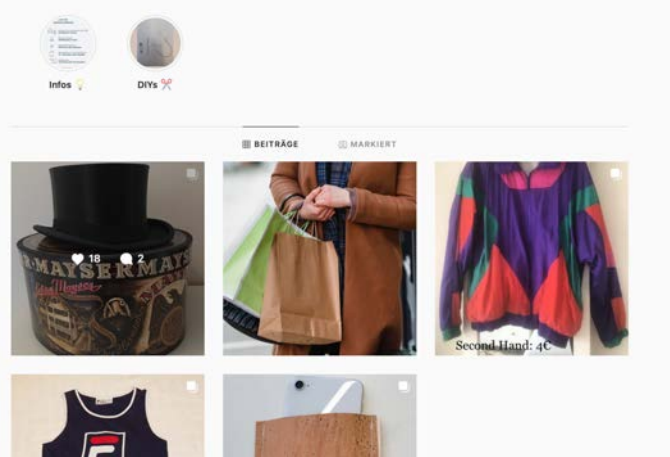 Infos 💡
DIYs ✂️
BEITRÄGE
MARKIERT
18
2
R·MAYSERMAYS
Second Hand: 4€